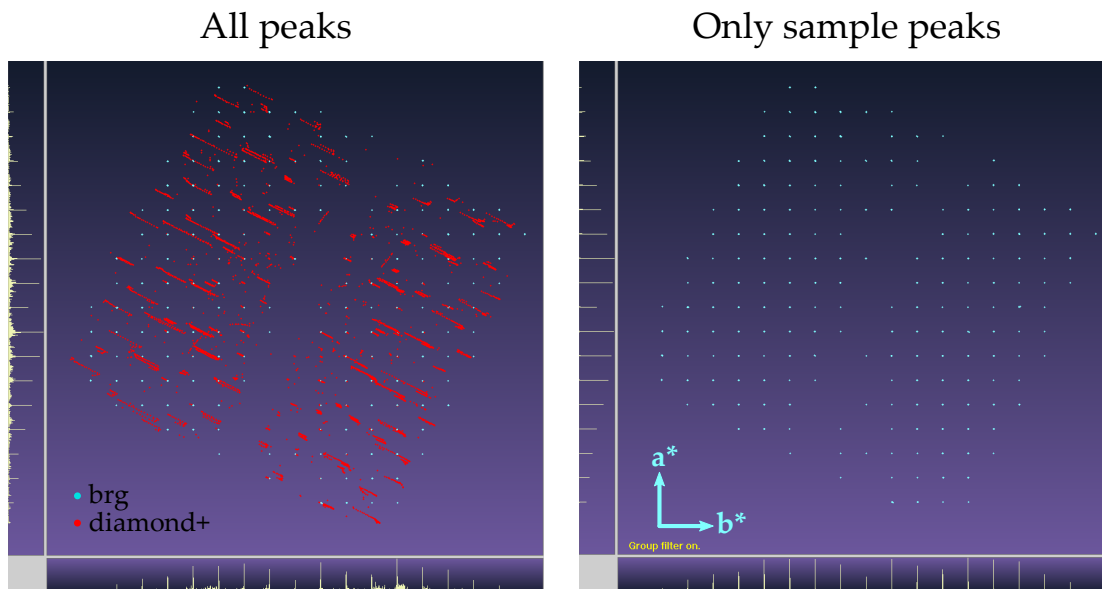 All peaks
Only sample peaks
brg
diamond+
a*
b*
Group filter on.